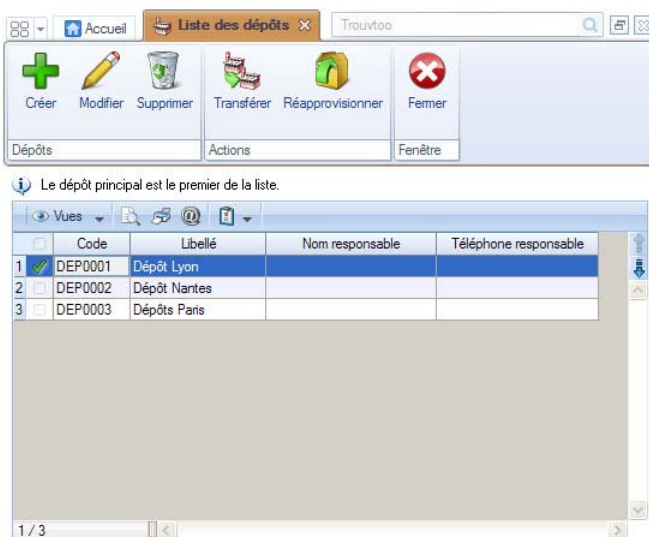 Accueil Liste des dépôts Trouvtoo
Créer Modifier Supprimer Transférer Réapprovisionner Fermer
Dépôts Actions Fenêtre
Le dépôt principal est le premier de la liste.
Vues
Code Libellé Nom responsable Téléphone responsable
1 DEP0001 Dépôt Lyon
2 DEP0002 Dépôt Nantes
3 DEP0003 Dépôts Paris
1 / 3